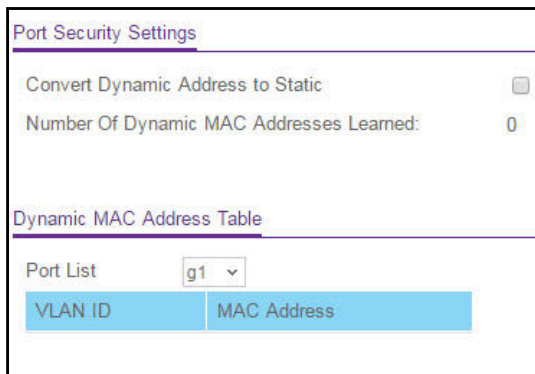 Port Security Settings
Convert Dynamic Address to Static
Number Of Dynamic MAC Addresses Learned: 0
Dynamic MAC Address Table
Port List g1
VLAN ID MAC Address